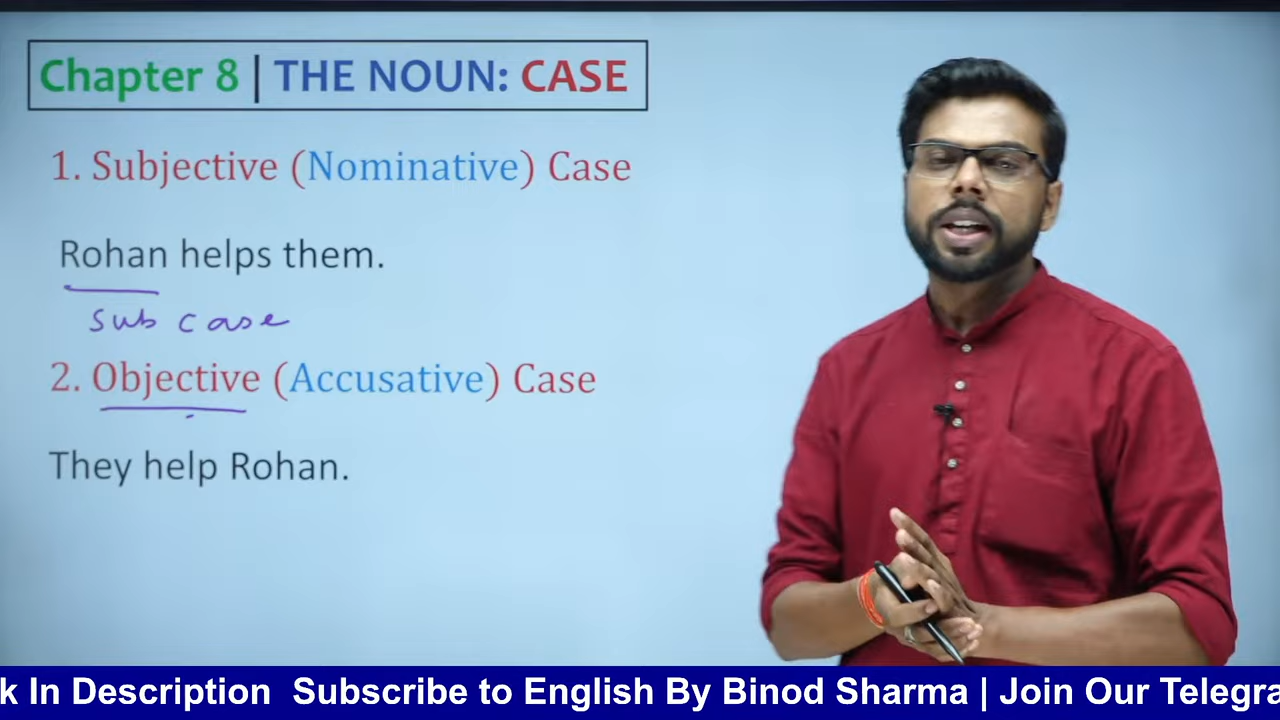 Chapter 8 | THE NOUN: CASE
1. Subjective (Nominative) Case
Rohan helps them.
Sub case
2. Objective (Accusative) Case
They help Rohan.
k In Description Subscribe to English By Binod Sharma | Join Our Telegra